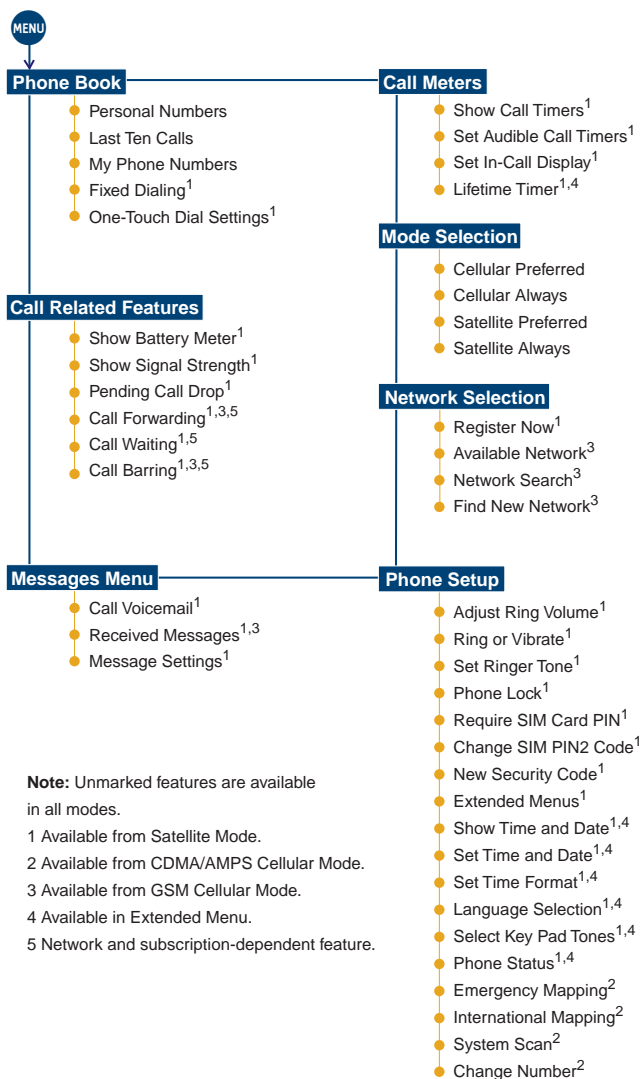 MENU
Phone Book
Personal Numbers
Last Ten Calls
My Phone Numbers
Fixed Dialing1
One-Touch Dial Settings1
Call Related Features
Show Battery Meter1
Show Signal Strength1
Pending Call Drop1
Call Forwarding1,3,5
Call Waiting1,5
Call Barring1,3,5
Messages Menu
Call Voicemail1
Received Messages1,3
Message Settings1
Call Meters
Show Call Timers1
Set Audible Call Timers1
Set In-Call Display1
Lifetime Timer1,4
Mode Selection
Cellular Preferred
Cellular Always
Satellite Preferred
Satellite Always
Network Selection
Register Now1
Available Network3
Network Search3
Find New Network3
Phone Setup
Adjust Ring Volume1
Ring or Vibrate1
Set Ringer Tone1
Phone Lock1
Require SIM Card PIN1
Change SIM PIN2 Code1
New Security Code1
Extended Menus1
Show Time and Date1,4
Set Time and Date1,4
Set Time Format1,4
Language Selection1,4
Select Key Pad Tones1,4
Phone Status1,4
Emergency Mapping2
International Mapping2
System Scan2
Change Number2
Note: Unmarked features are available
in all modes.
1 Available from Satellite Mode.
2 Available from CDMA/AMPS Cellular Mode.
3 Available from GSM Cellular Mode.
4 Available in Extended Menu.
5 Network and subscription-dependent feature.